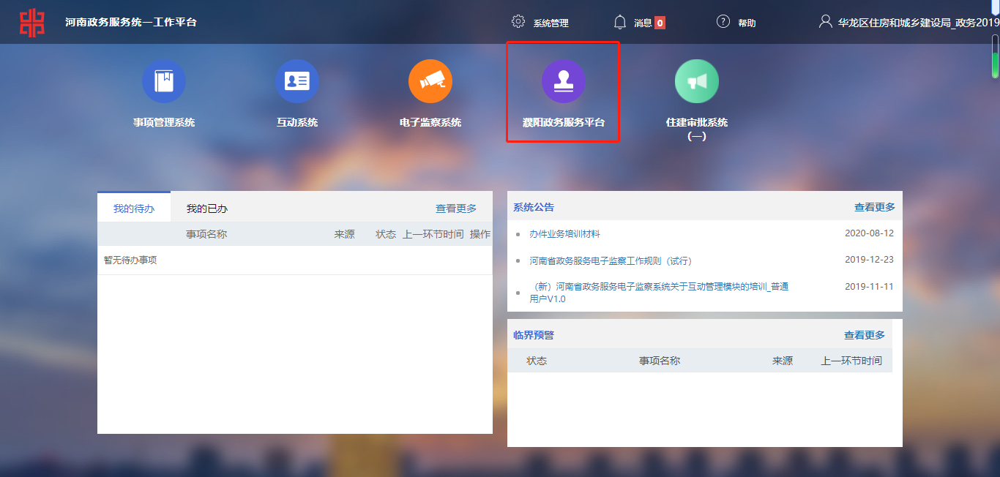 河南政务服务统一工作平台
系统管理
消息 0
帮助
华龙区住房和城乡建设局_政务2019
事项管理系统
互动系统
电子监察系统
濮阳政务服务平台
住建审批系统
(一)
我的待办 我的已办 查看更多
事项名称 来源 状态 上一环节时间 操作
暂无待办事项
系统公告 查看更多
办件业务培训材料 2020-08-12
河南省政务服务电子监察工作规则（试行） 2019-12-23
（新）河南省政务服务电子监察系统关于互动管理模块的培训_普通 2019-11-11
用户V1.0
临界预警 查看更多
状态 事项名称 来源 上一环节时间